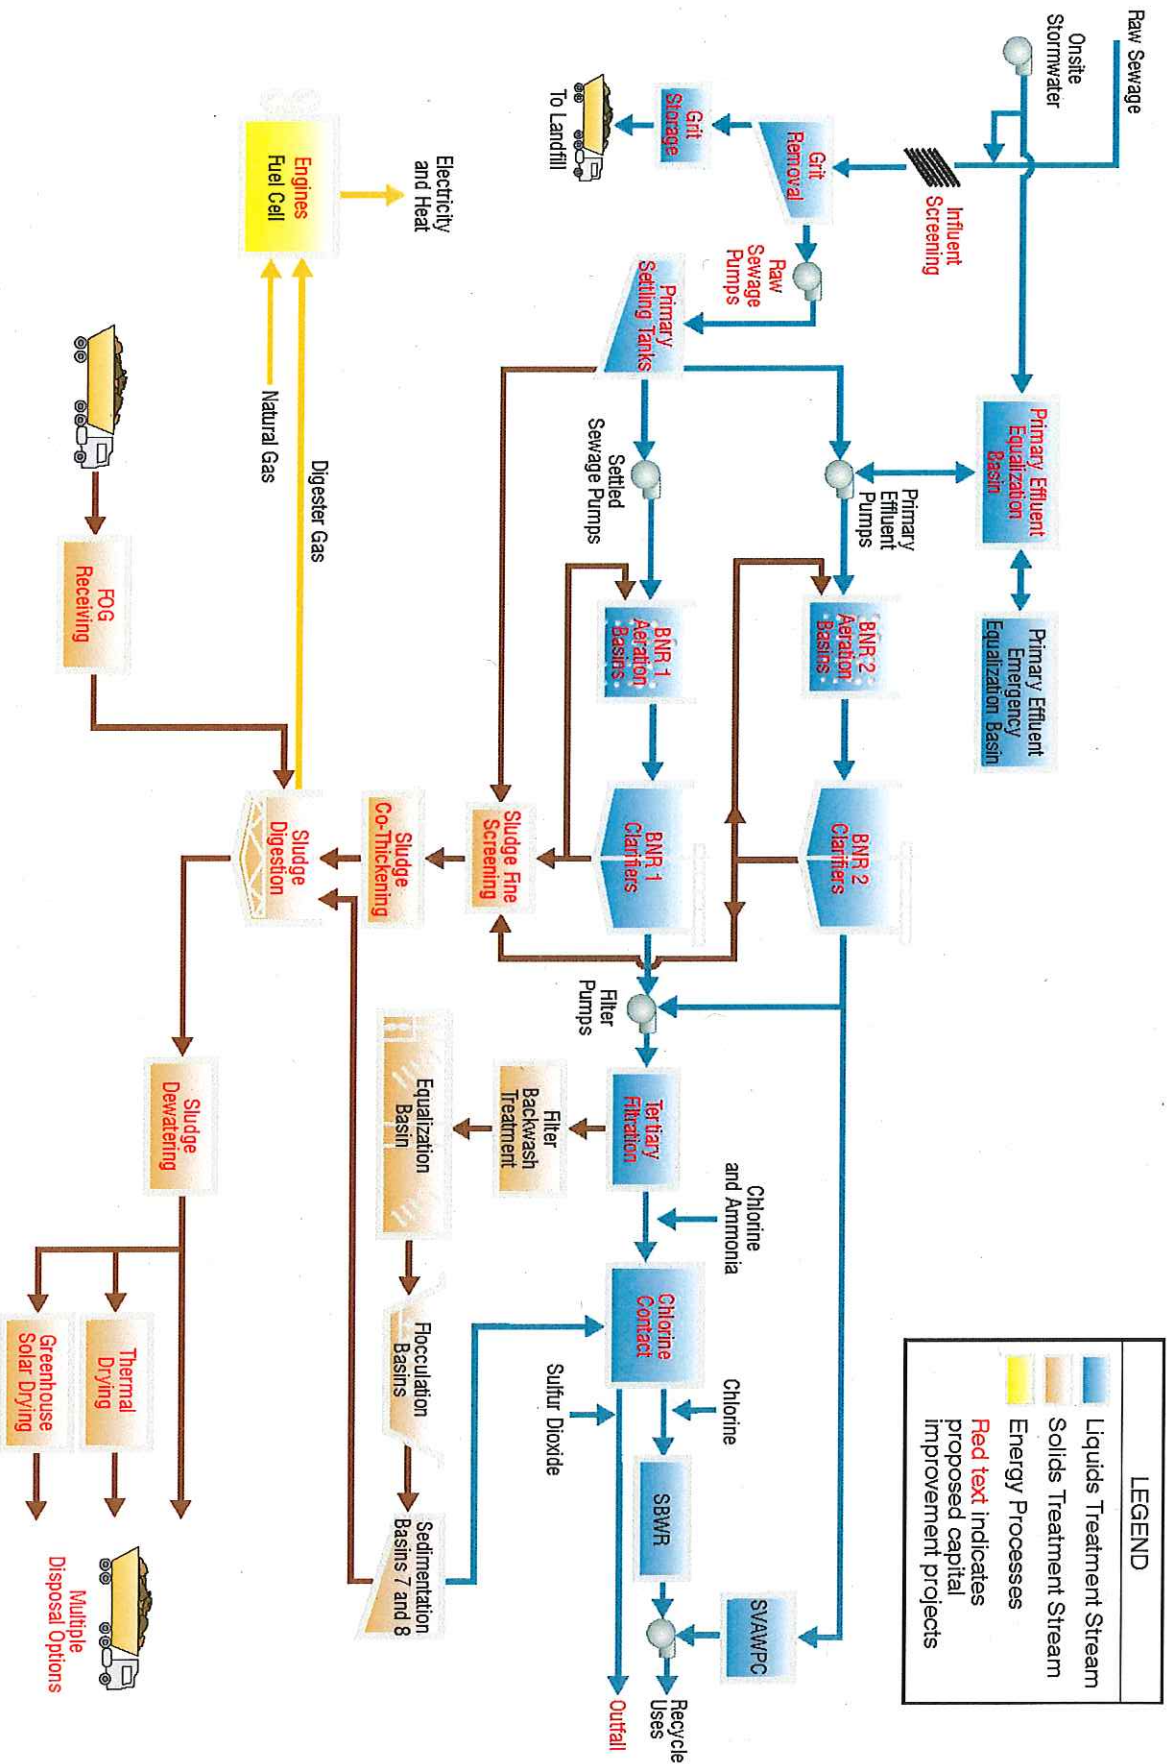 Raw Sewage
Onsite
Stormwater
Influent
Screening
Grit
Removal
Grit
Storage
To Landfill
Raw
Sewage
Pumps
Primary
Settling Tanks
Primary Effluent
Equalization
Basin
Primary Effluent
Emergency
Equalization Basin
Primary
Effluent
Pumps
Settled
Sewage Pumps
BNR 2
Aeration
Basins
BNR 2
Clarifiers
BNR 1
Aeration
Basins
BNR 1
Clarifiers
Filter
Pumps
Tertiary
Filtration
Chlorine
and Ammonia
Chlorine
Contact
Chlorine
Sulfur Dioxide
SBWR
SVAWPC
Recycle
Uses
Outfall
Filter
Backwash
Treatment
Equalization
Basin
Flocculation
Basins
Sedimentation
Basins 7 and 8
Sludge Fine
Screening
Sludge
Co-Thickening
Sludge
Digestion
Sludge
Dewatering
Thermal
Drying
Greenhouse
Solar Drying
Multiple
Disposal Options
FOG
Receiving
Digester Gas
Natural Gas
Engines
Fuel Cell
Electricity
and Heat
LEGEND
Liquids Treatment Stream
Solids Treatment Stream
Energy Processes
Red text indicates
proposed capital
improvement projects